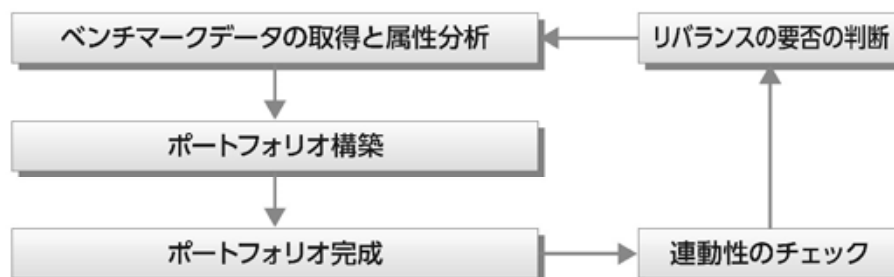 ベンチマークデータの取得と属性分析
リバランスの要否の判断
ポートフォリオ構築
ポートフォリオ完成
連動性のチェック